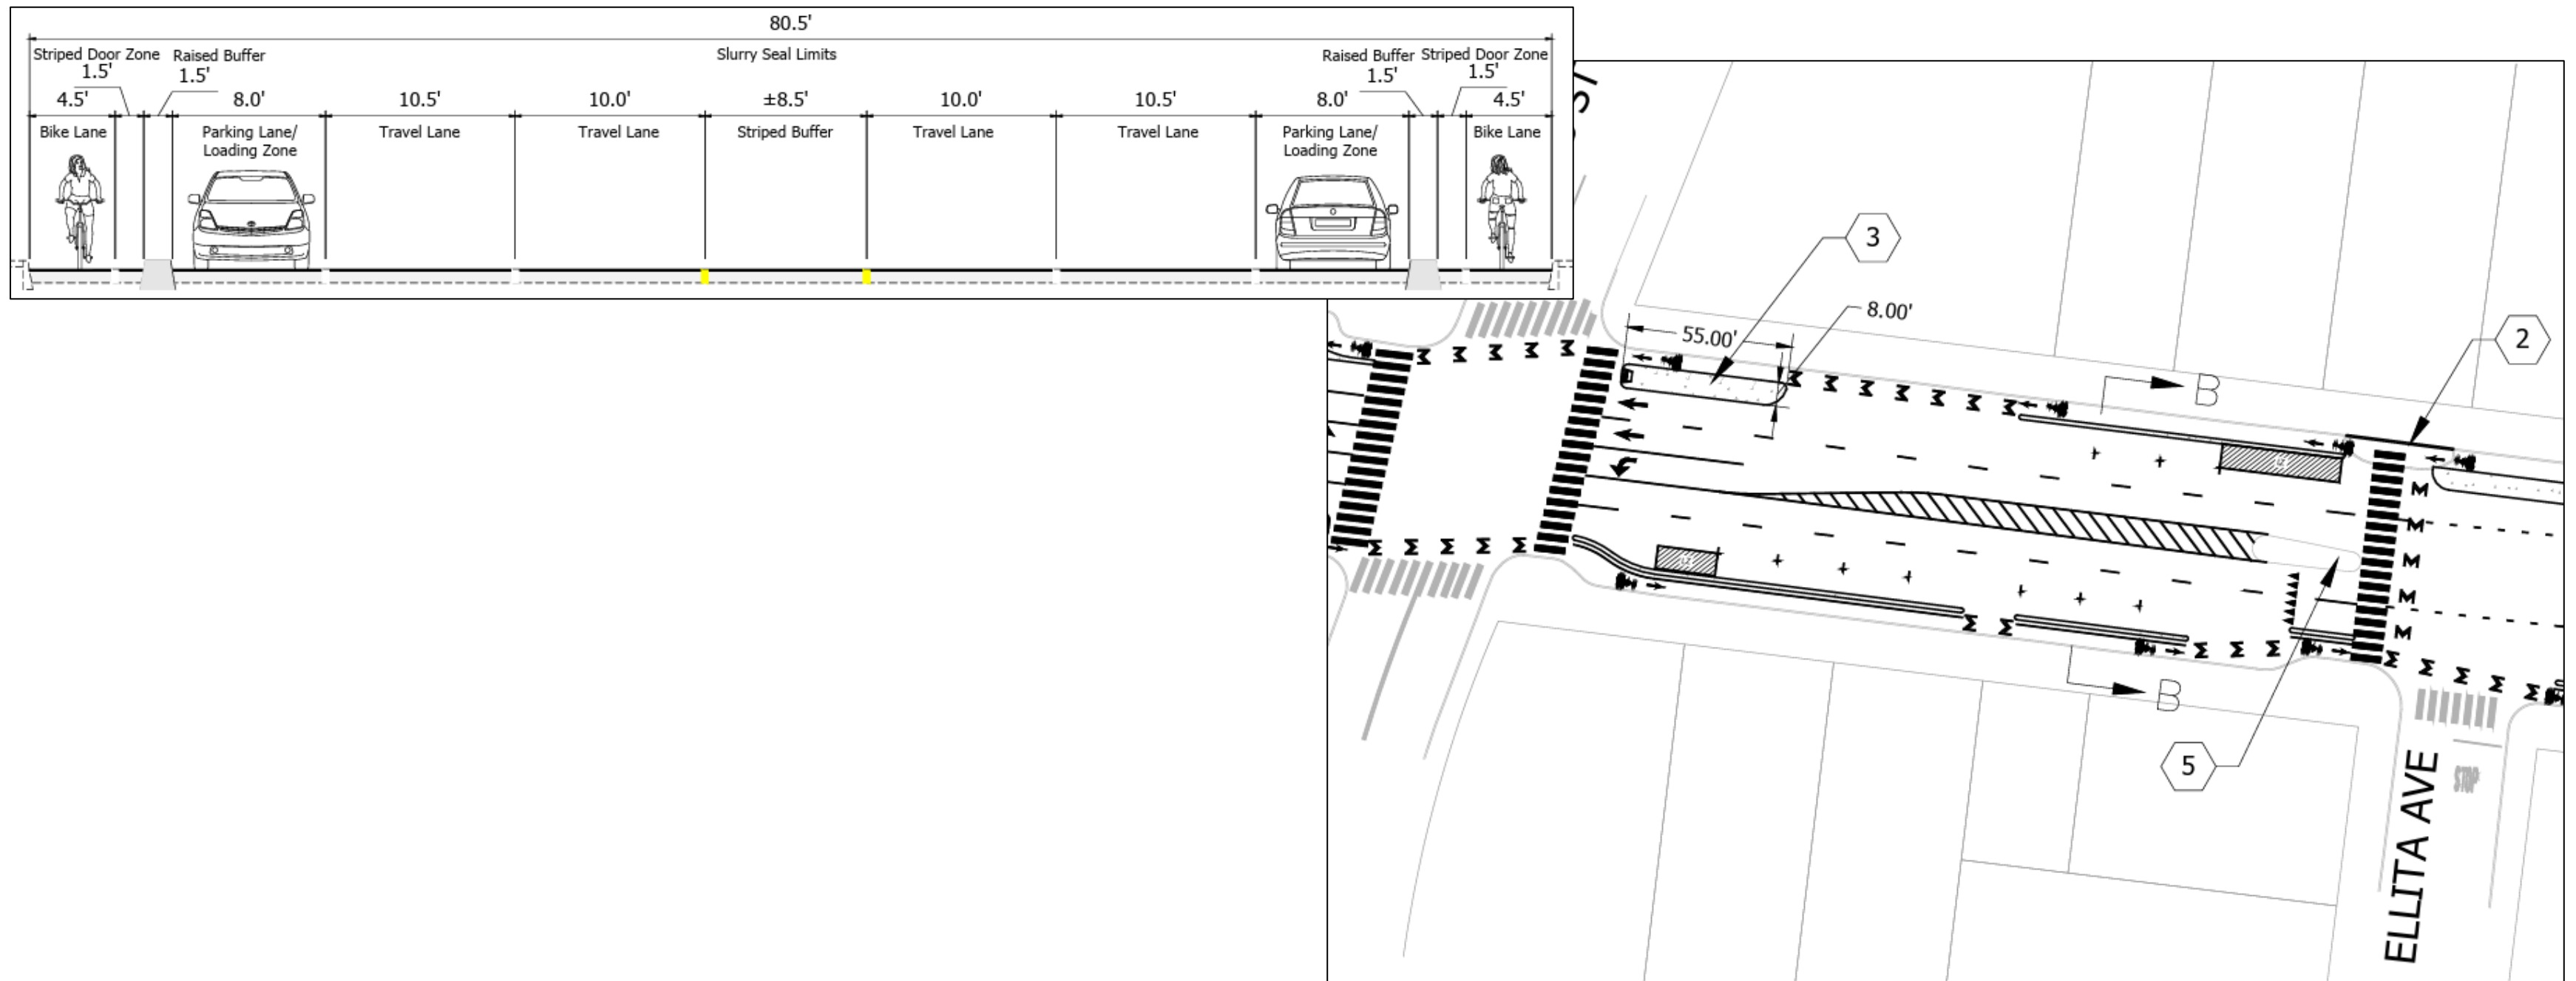 80.5'
Slurry Seal Limits
Striped Door Zone
1.5'
Raised Buffer
1.5'
Raised Buffer
1.5'
Striped Door Zone
1.5'
4.5'
8.0'
10.5'
10.0'
±8.5'
10.0'
10.5'
8.0'
4.5'
Bike Lane
Parking Lane/
Loading Zone
Travel Lane
Travel Lane
Striped Buffer
Travel Lane
Travel Lane
Parking Lane/
Loading Zone
Bike Lane
ST
3
8.00'
55.00'
2
B
B
5
ELLITA AVE
STOP